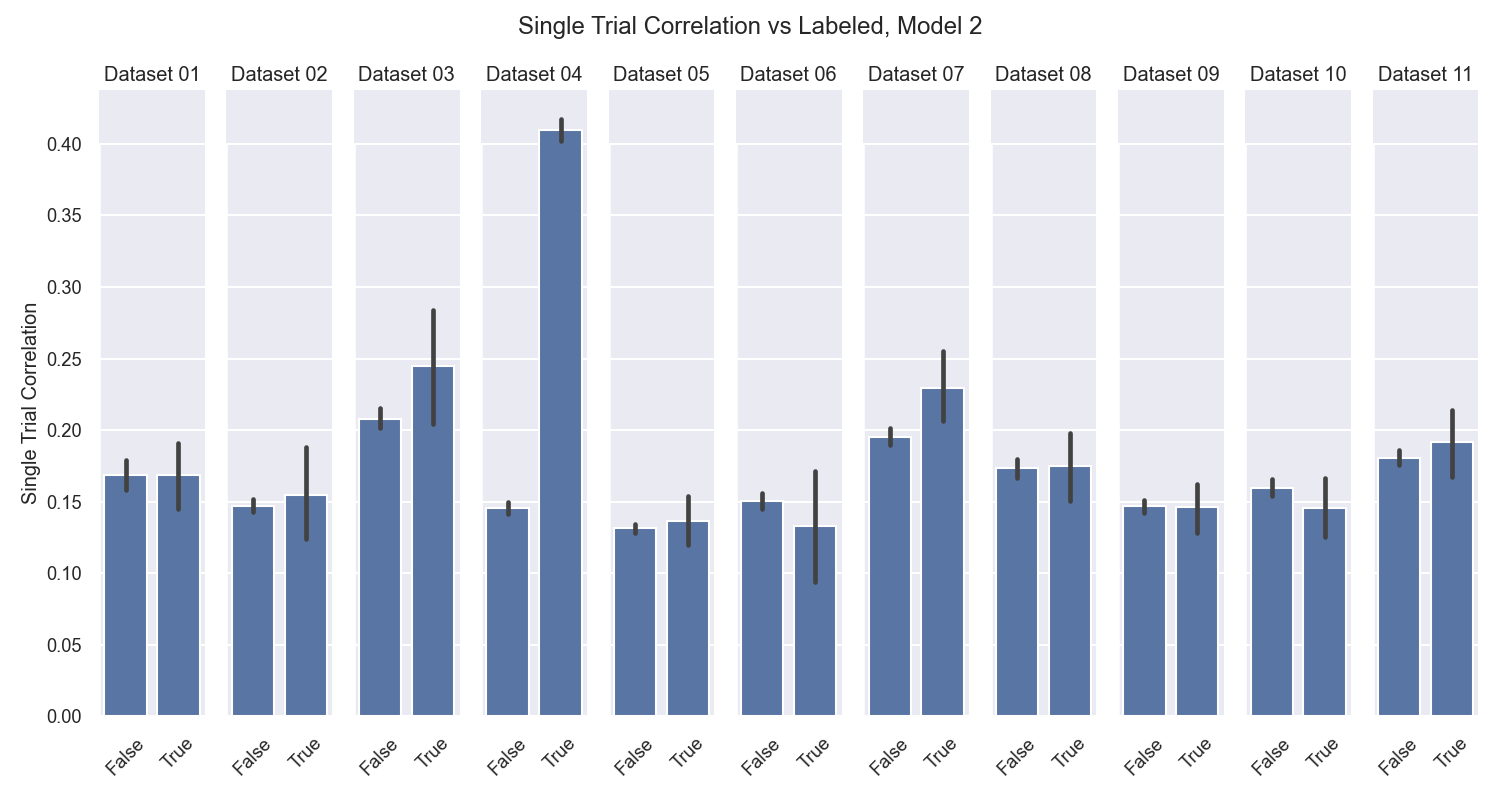 Single Trial Correlation vs Labeled, Model 2
Dataset 01 Dataset 02 Dataset 03 Dataset 04 Dataset 05 Dataset 06 Dataset 07 Dataset 08 Dataset 09 Dataset 10 Dataset 11
Single Trial Correlation
0.40
0.35
0.30
0.25
0.20
0.15
0.10
0.05
0.00
False True False True False True False True False True False True False True False True False True False True False True